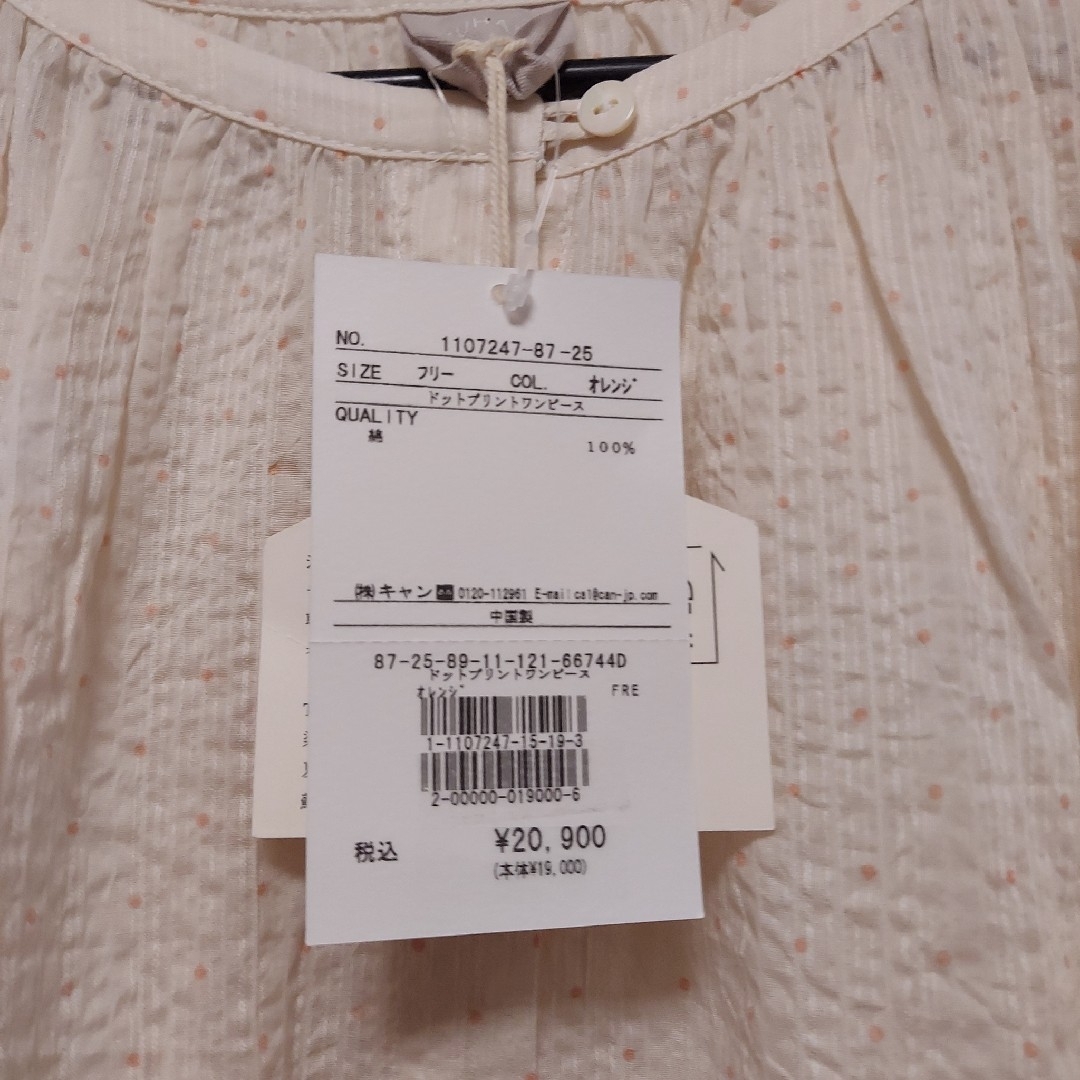 NO. 1107247-87-25
SIZE フリー COL. オレンジ
ドットプリントワンピース
QUALITY
綿 100%
㈱キャン 0120-112961 E-mail cal@can-jp.com
中国製
87-25-89-11-121-66744D
ドットプリントワンピース
オレンジ FRE
1-1107247-15-19-3
2-00000-019000-6
税込 ¥20,900
(本体¥19,000)